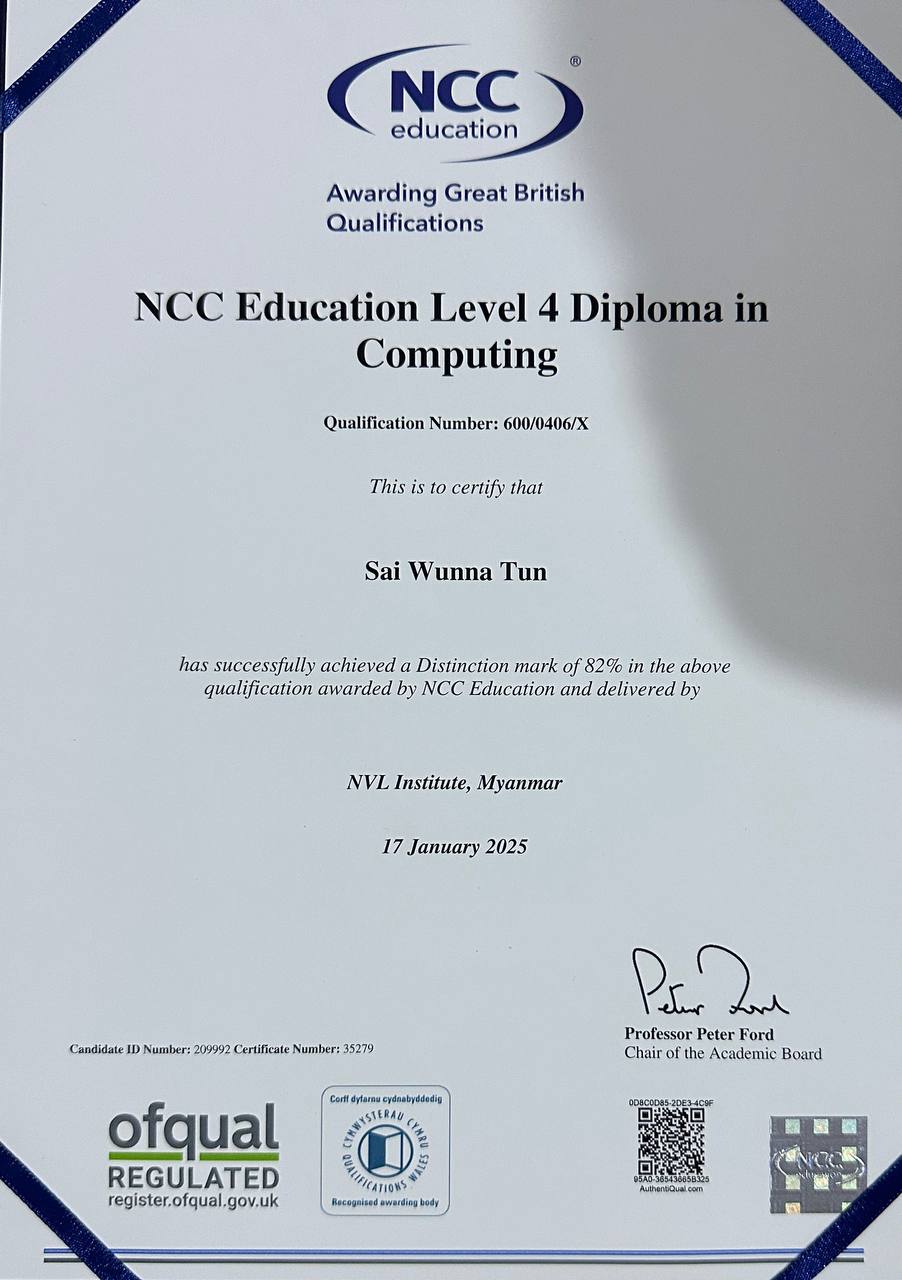 NCC
®
education
Awarding Great British
Qualifications
NCC Education Level 4 Diploma in
Computing
Qualification Number: 600/0406/X
This is to certify that
Sai Wunna Tun
has successfully achieved a Distinction mark of 82% in the above
qualification awarded by NCC Education and delivered by
NVL Institute, Myanmar
17 January 2025
Peter Ford
Professor Peter Ford
Chair of the Academic Board
Candidate ID Number: 209992 Certificate Number: 35279
ofqual
REGULATED
register.ofqual.gov.uk
Corff dyfarnu cydnabyddedig
CYMWYSTERAU CYMRU
QUALIFICATIONS WALES
Recognised awarding body
0D8C0D85-2DE3-4C9F
95A0-36543665B325
AuthentiQual.com
NCC
education